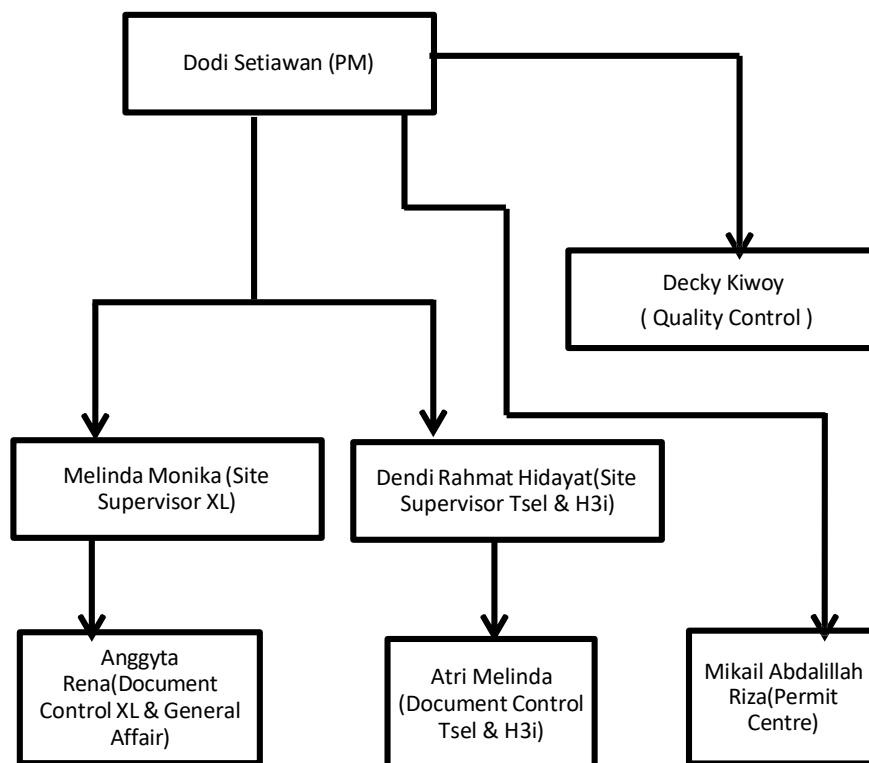 Dodi Setiawan (PM)
Decky Kiwoy
( Quality Control )
Melinda Monika (Site
Supervisor XL)
Dendi Rahmat Hidayat(Site
Supervisor Tsel & H3i)
Anggyta
Rena(Document
Control XL & General
Affair)
Atri Melinda
(Document Control
Tsel & H3i)
Mikail Abdalillah
Riza(Permit
Centre)